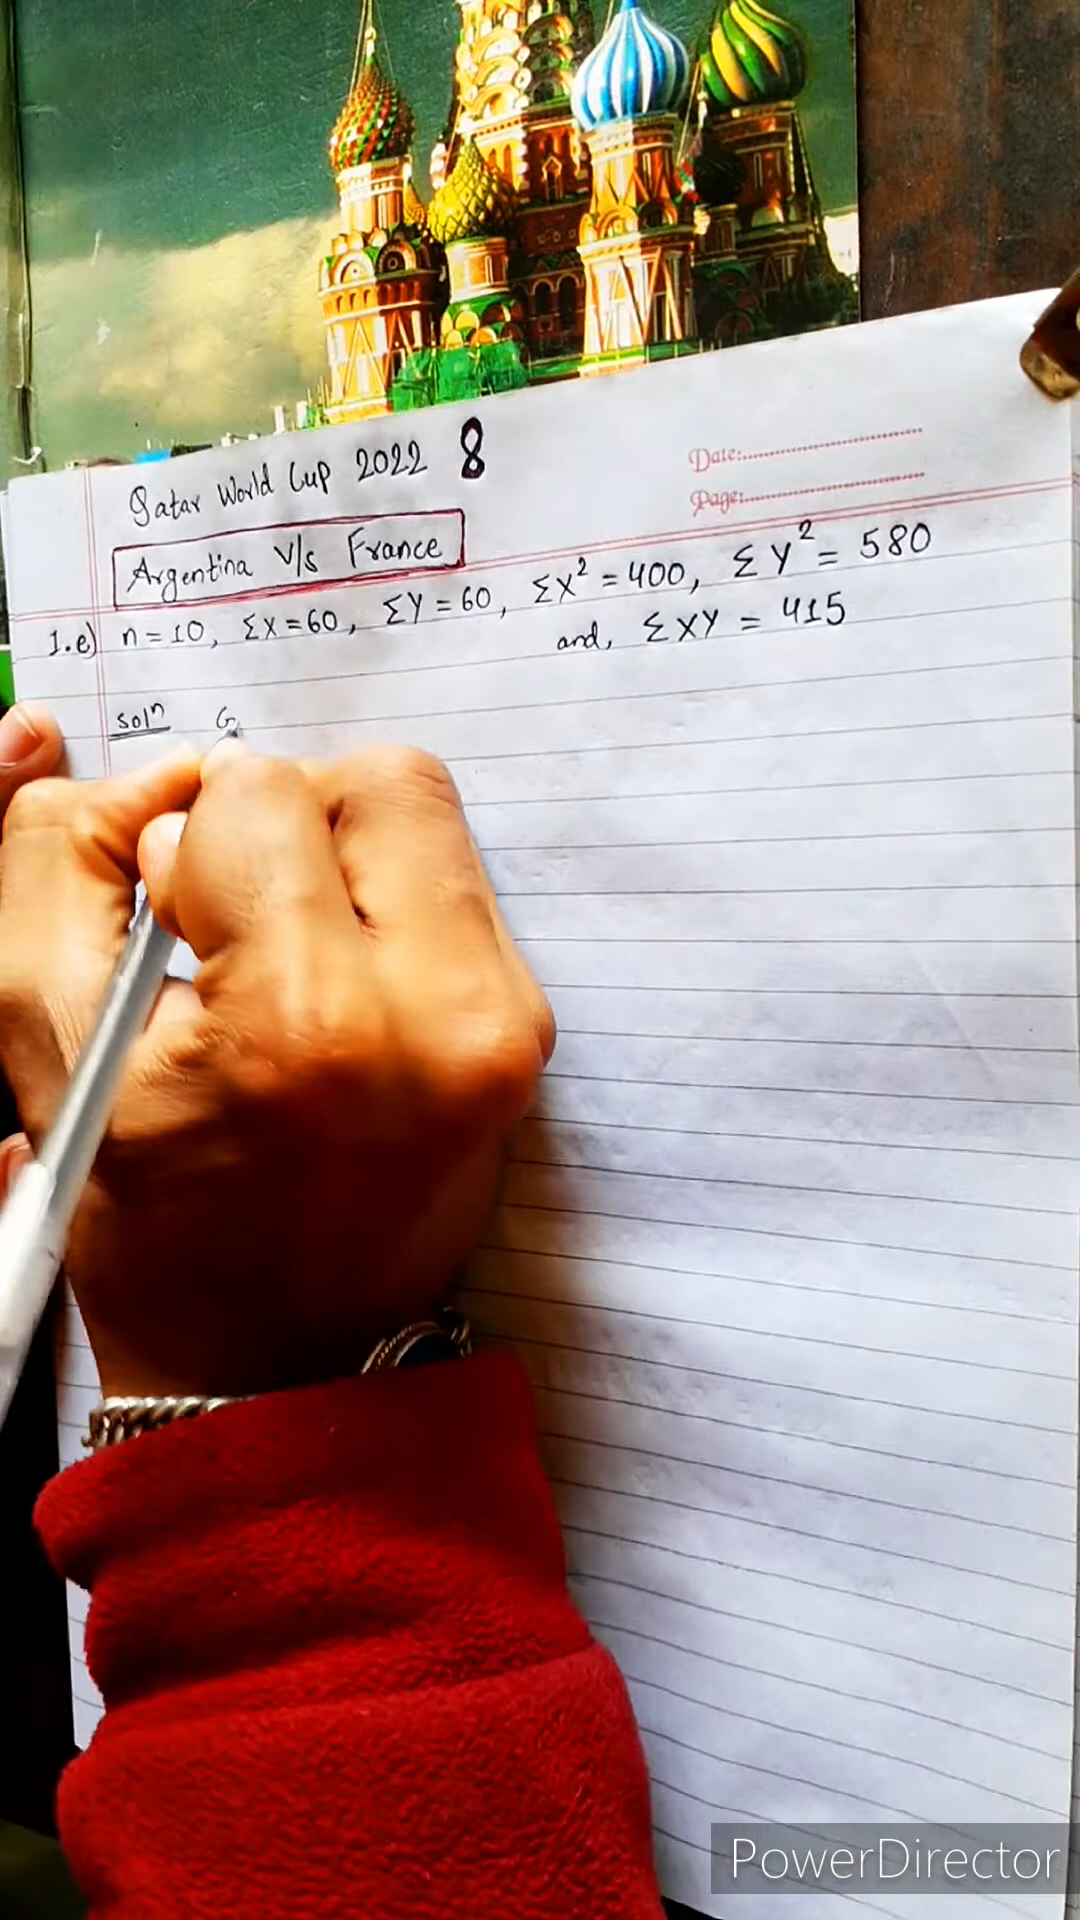 Qatar World Cup 2022 8
Date:
Page:
Argentina V/s France
1.e) n=10, ΣX=60, ΣY=60, ΣX²=400, ΣY²=580
and, ΣXY = 415
solⁿ G
PowerDirector